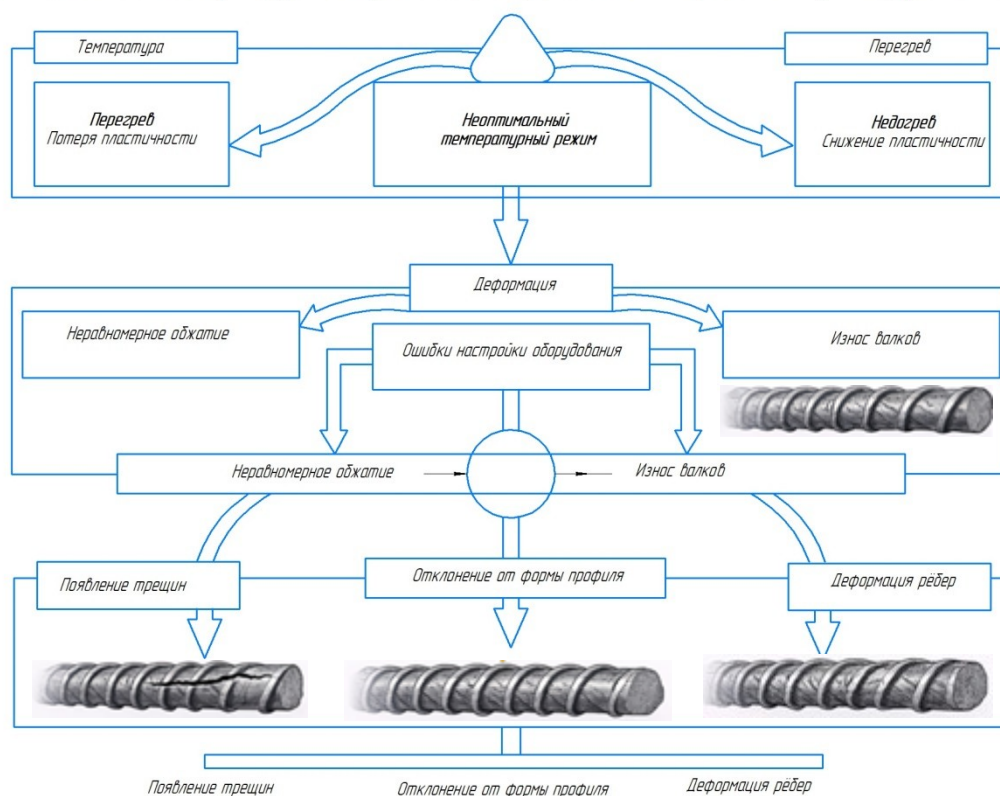 Температура
Перегрев
Перегрев
Потеря пластичности
Неоптимальный
температурный режим
Недогрев
Снижение пластичности
Деформация
Неравномерное обжатие
Ошибки настройки оборудования
Износ валков
Неравномерное обжатие
Износ валков
Появление трещин
Отклонение от формы профиля
Деформация рёбер
Появление трещин
Отклонение от формы профиля
Деформация рёбер